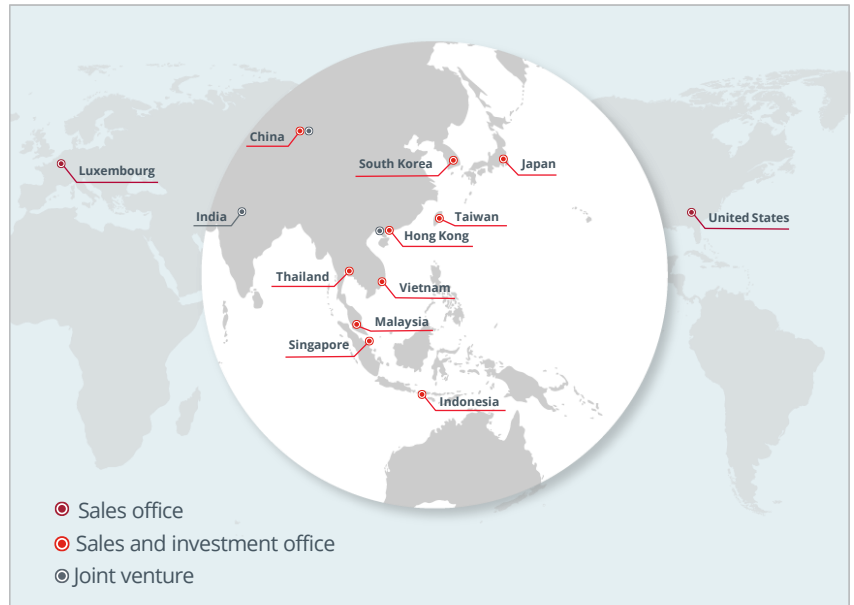 China
South Korea
Japan
Luxembourg
India
Taiwan
United States
Hong Kong
Thailand
Vietnam
Malaysia
Singapore
Indonesia
Sales office
Sales and investment office
Joint venture